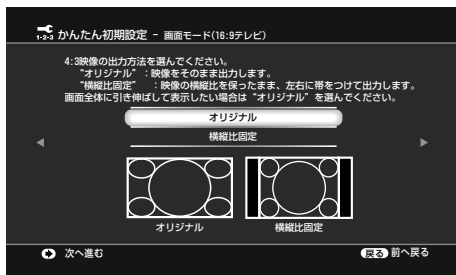 1-2-3 かんたん初期設定 - 画面モード(16:9テレビ)
4:3映像の出力方法を選んでください。
"オリジナル"：映像をそのまま出力します。
"横縦比固定"　：映像の横縦比を保ったまま、左右に帯をつけて出力します。
画面全体に引き伸ばして表示したい場合は"オリジナル"を選んでください。
オリジナル
横縦比固定
オリジナル　横縦比固定
次へ進む　戻る 前へ戻る